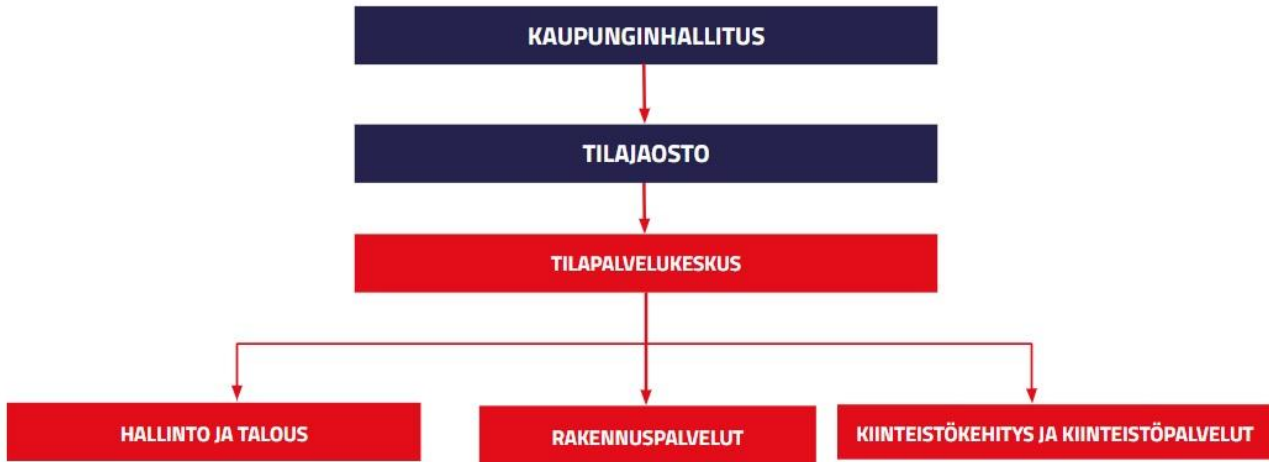 KAUPUNGINHALLITUS
TILAJAOSTO
TILAPALVELUKESKUS
HALLINTO JA TALOUS
RAKENNUSPALVELUT
KIINTEISTÖKEHITYS JA KIINTEISTÖPALVELUT